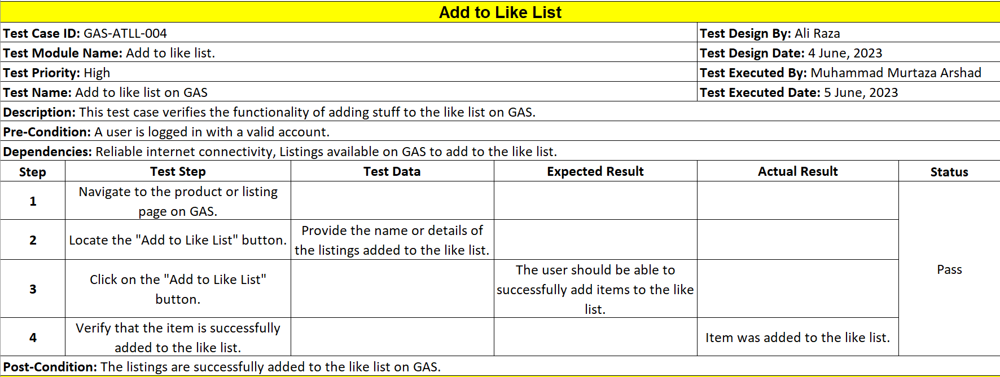 Add to Like List
Test Case ID: GAS-ATLL-004
Test Design By: Ali Raza
Test Module Name: Add to like list.
Test Design Date: 4 June, 2023
Test Priority: High
Test Executed By: Muhammad Murtaza Arshad
Test Name: Add to like list on GAS
Test Executed Date: 5 June, 2023
Description: This test case verifies the functionality of adding stuff to the like list on GAS.
Pre-Condition: A user is logged in with a valid account.
Dependencies: Reliable internet connectivity, Listings available on GAS to add to the like list.
Step
Test Step
Test Data
Expected Result
Actual Result
Status
1
Navigate to the product or listing
page on GAS.
2
Locate the "Add to Like List" button.
Provide the name or details of
the listings added to the like list.
3
Click on the "Add to Like List"
button.
The user should be able to
successfully add items to the like
list.
Pass
4
Verify that the item is successfully
added to the like list.
Item was added to the like list.
Post-Condition: The listings are successfully added to the like list on GAS.